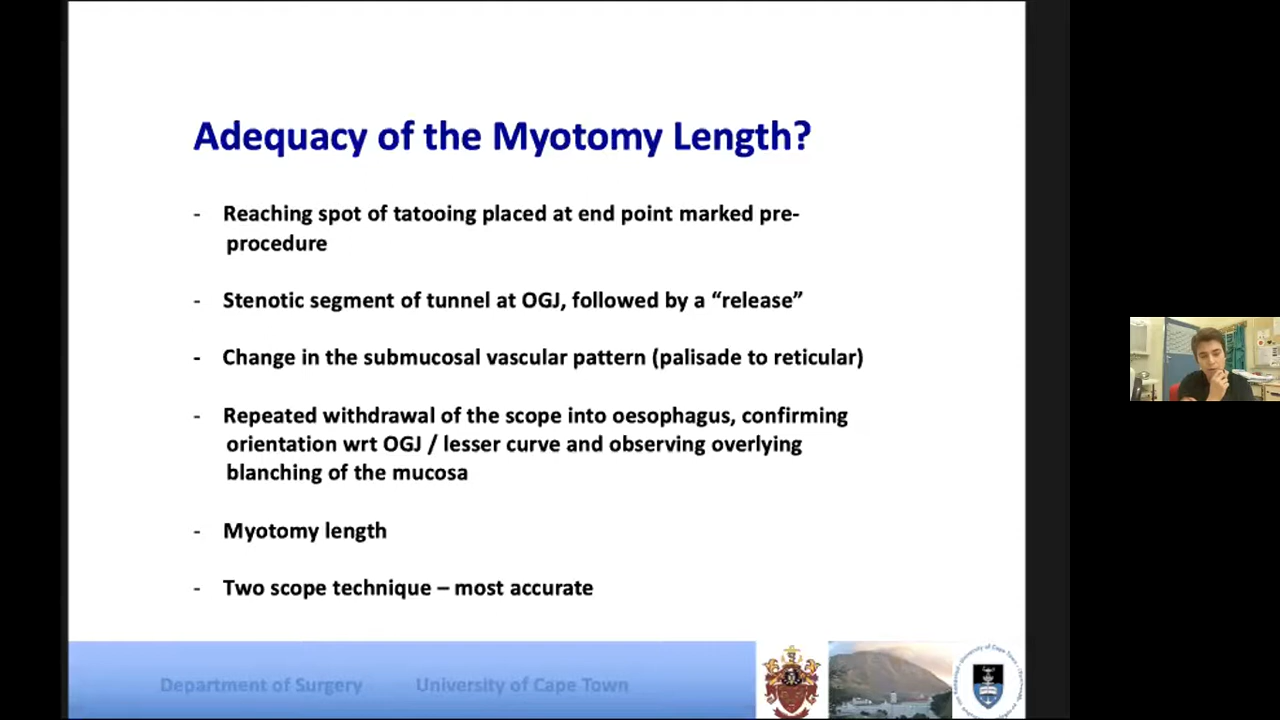 Adequacy of the Myotomy Length?
- Reaching spot of tatooing placed at end point marked pre-
procedure
- Stenotic segment of tunnel at OGJ, followed by a “release”
- Change in the submucosal vascular pattern (palisade to reticular)
- Repeated withdrawal of the scope into oesophagus, confirming
orientation wrt OGJ / lesser curve and observing overlying
blanching of the mucosa
- Myotomy length
- Two scope technique – most accurate
Department of Surgery University of Cape Town